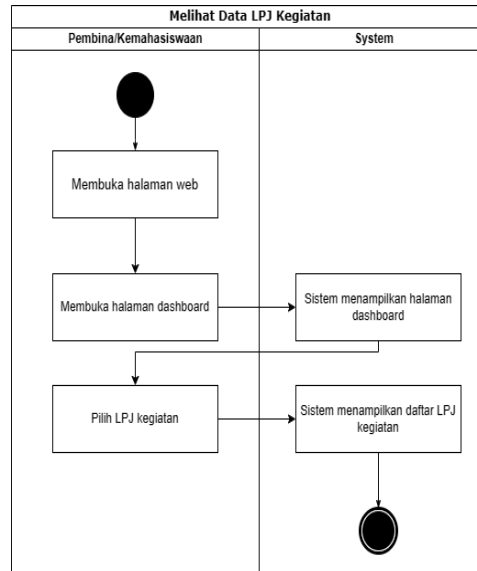 Melihat Data LPJ Kegiatan
Pembina/Kemahasiswaan
System
Membuka halaman web
Membuka halaman dashboard
Sistem menampilkan halaman
dashboard
Pilih LPJ kegiatan
Sistem menampilkan daftar LPJ
kegiatan